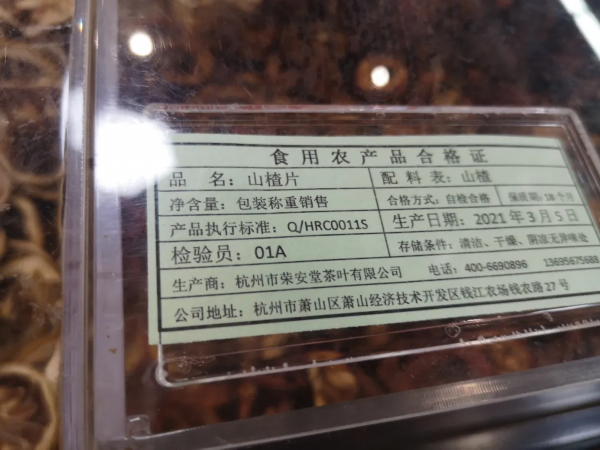 食用农产品合格证
品 名：山楂片 配 料 表：山楂
净含量：包装称重销售 合格方式：自检合格 保质期：18个月
产品执行标准：Q/HRC0011S 生产日期：2021年3月5日
检验员：01A 存储条件：清洁、干燥、阴凉无异味处
生产商：杭州市荣安堂茶叶有限公司 电话：400-6690896 13695675688
公司地址：杭州市萧山区萧山经济技术开发区钱江农场钱农路27号